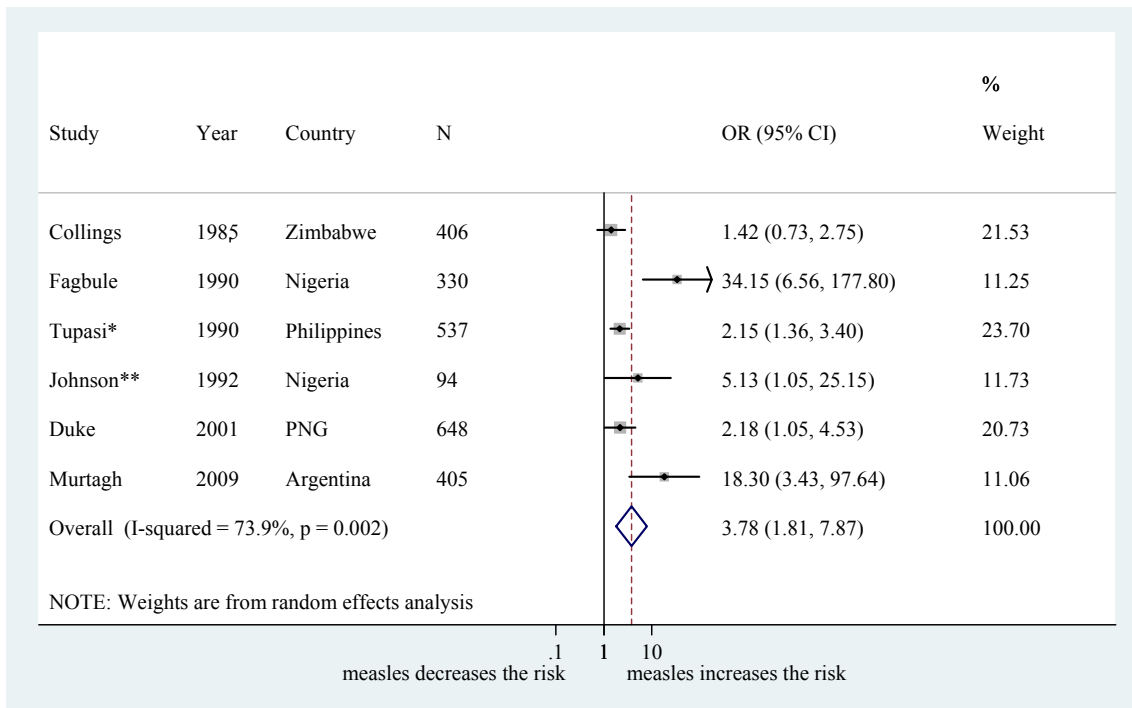 %
Study Year Country N OR (95% CI) Weight
Collings 1985 Zimbabwe 406 1.42 (0.73, 2.75) 21.53
Fagbule 1990 Nigeria 330 34.15 (6.56, 177.80) 11.25
Tupasi* 1990 Philippines 537 2.15 (1.36, 3.40) 23.70
Johnson** 1992 Nigeria 94 5.13 (1.05, 25.15) 11.73
Duke 2001 PNG 648 2.18 (1.05, 4.53) 20.73
Murtagh 2009 Argentina 405 18.30 (3.43, 97.64) 11.06
Overall (I-squared = 73.9%, p = 0.002) 3.78 (1.81, 7.87) 100.00
NOTE: Weights are from random effects analysis
.1 1 10
measles decreases the risk measles increases the risk